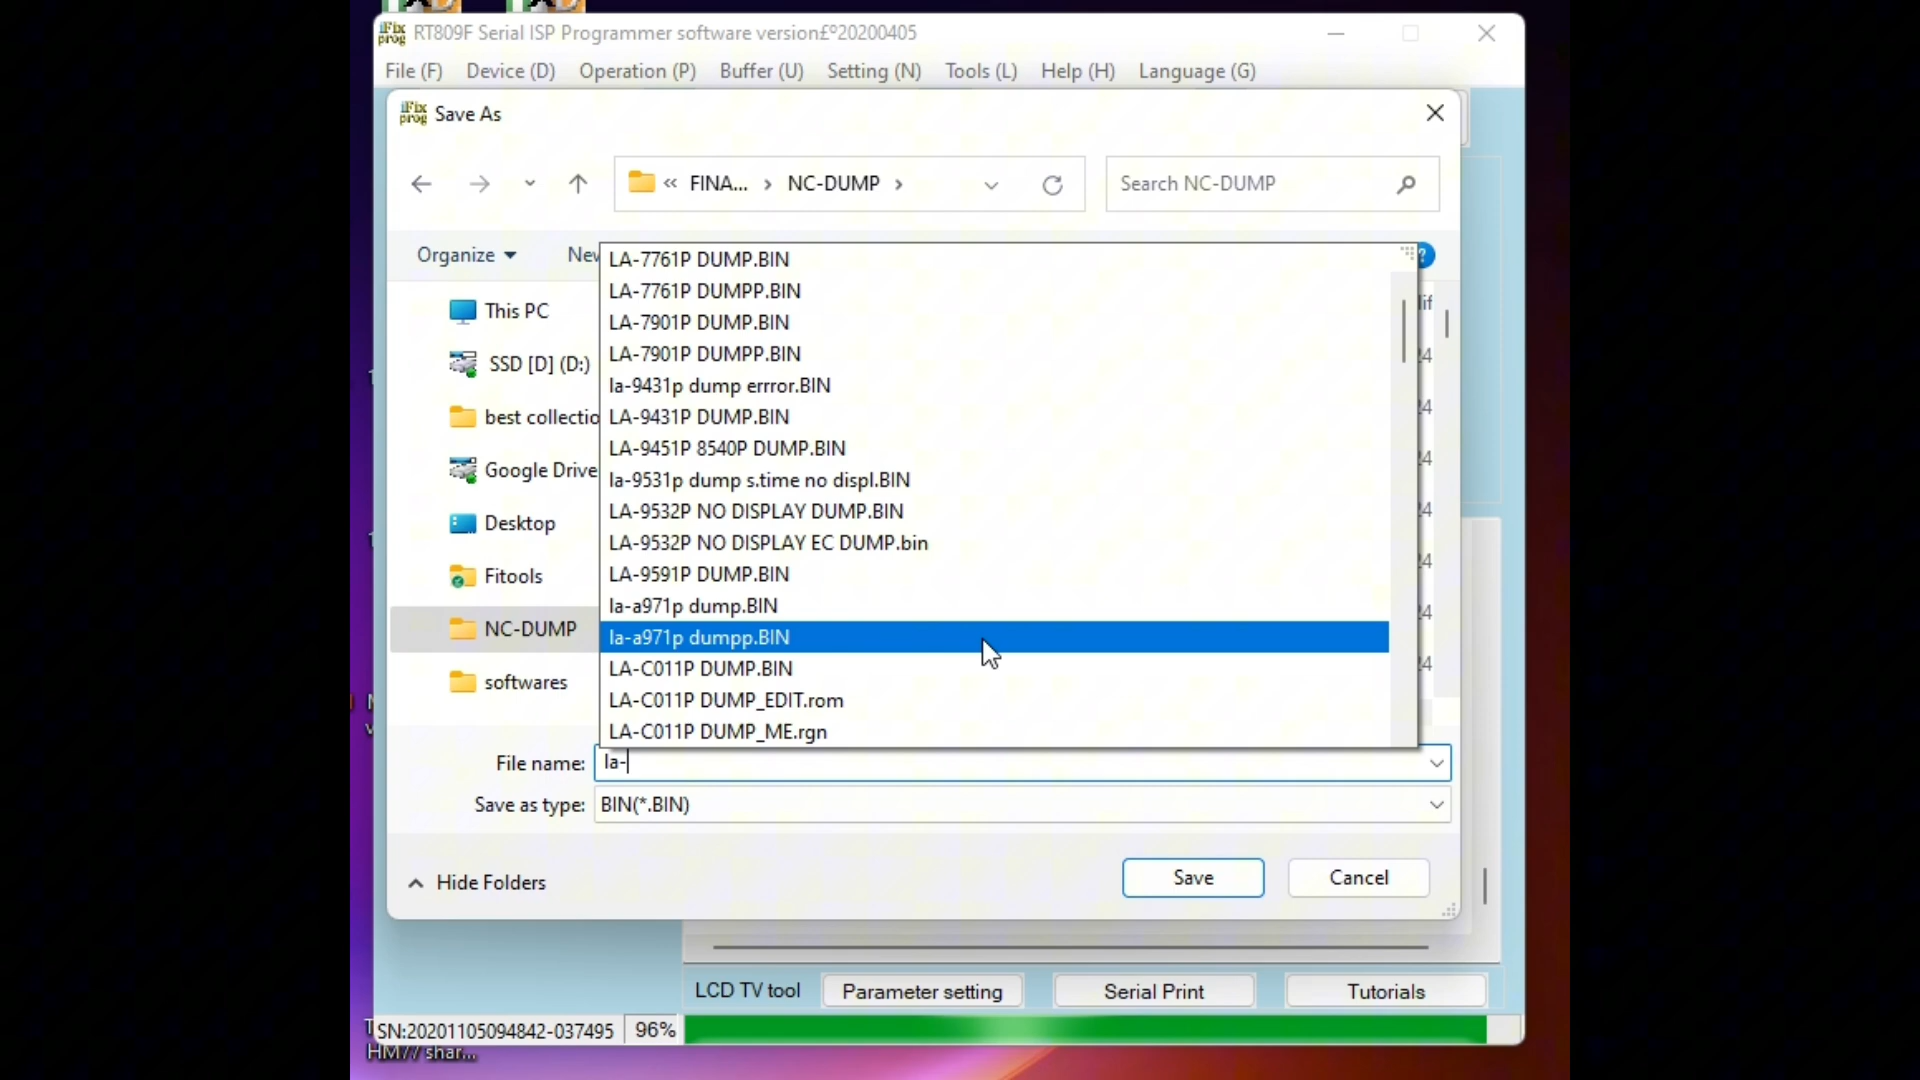 iFix prog RT809F Serial ISP Programmer software version£º20200405
File (F) Device (D) Operation (P) Buffer (U) Setting (N) Tools (L) Help (H) Language (G)
iFix prog Save As
« FINA... › NC-DUMP ›
Search NC-DUMP
Organize
New
?
This PC
SSD [D] (D:)
best collectio
Google Drive
Desktop
Fitools
NC-DUMP
softwares
LA-7761P DUMP.BIN
LA-7761P DUMPP.BIN
LA-7901P DUMP.BIN
LA-7901P DUMPP.BIN
la-9431p dump errror.BIN
LA-9431P DUMP.BIN
LA-9451P 8540P DUMP.BIN
la-9531p dump s.time no displ.BIN
LA-9532P NO DISPLAY DUMP.BIN
LA-9532P NO DISPLAY EC DUMP.bin
LA-9591P DUMP.BIN
la-a971p dump.BIN
la-a971p dumpp.BIN
LA-C011P DUMP.BIN
LA-C011P DUMP_EDIT.rom
LA-C011P DUMP_ME.rgn
File name: la-
Save as type: BIN(*.BIN)
Hide Folders
Save
Cancel
LCD TV tool
Parameter setting
Serial Print
Tutorials
SN:20201105094842-037495
96%
HM77 shar...